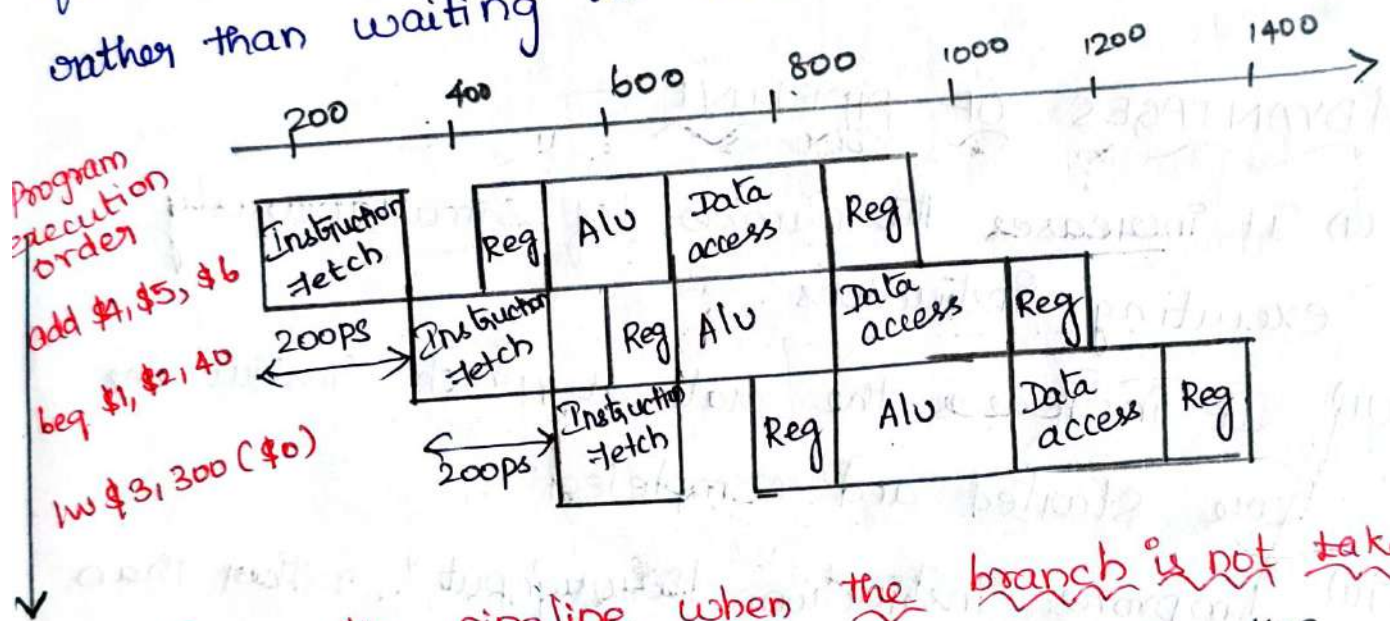 rather than waiting
200 400 600 800 1000 1200 1400
Program
execution
order
add $4, $5, $6
Instruction
fetch
Reg
Alu
Data
access
Reg
200ps
beq $1, $2, 40
Instruction
fetch
Reg
Alu
Data
access
Reg
200ps
lw $3, 300 ($0)
Instruction
fetch
Reg
Alu
Data
access
Reg
pipeline when the branch is not